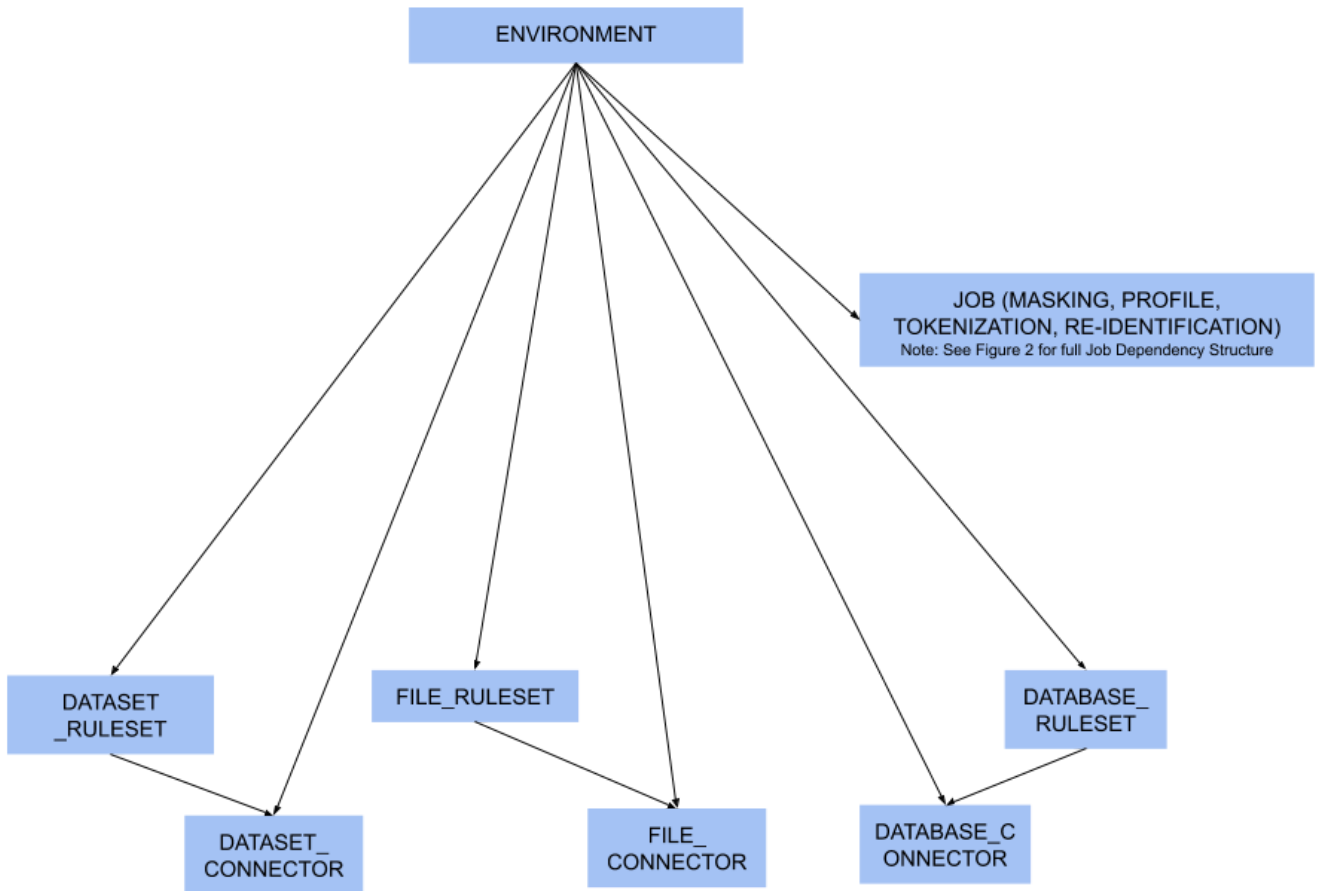 ENVIRONMENT
JOB (MASKING, PROFILE,
TOKENIZATION, RE-IDENTIFICATION)
Note: See Figure 2 for full Job Dependency Structure
DATASET
_RULESET
FILE_RULESET
DATABASE_
RULESET
DATASET_
CONNECTOR
FILE_
CONNECTOR
DATABASE_C
ONNECTOR